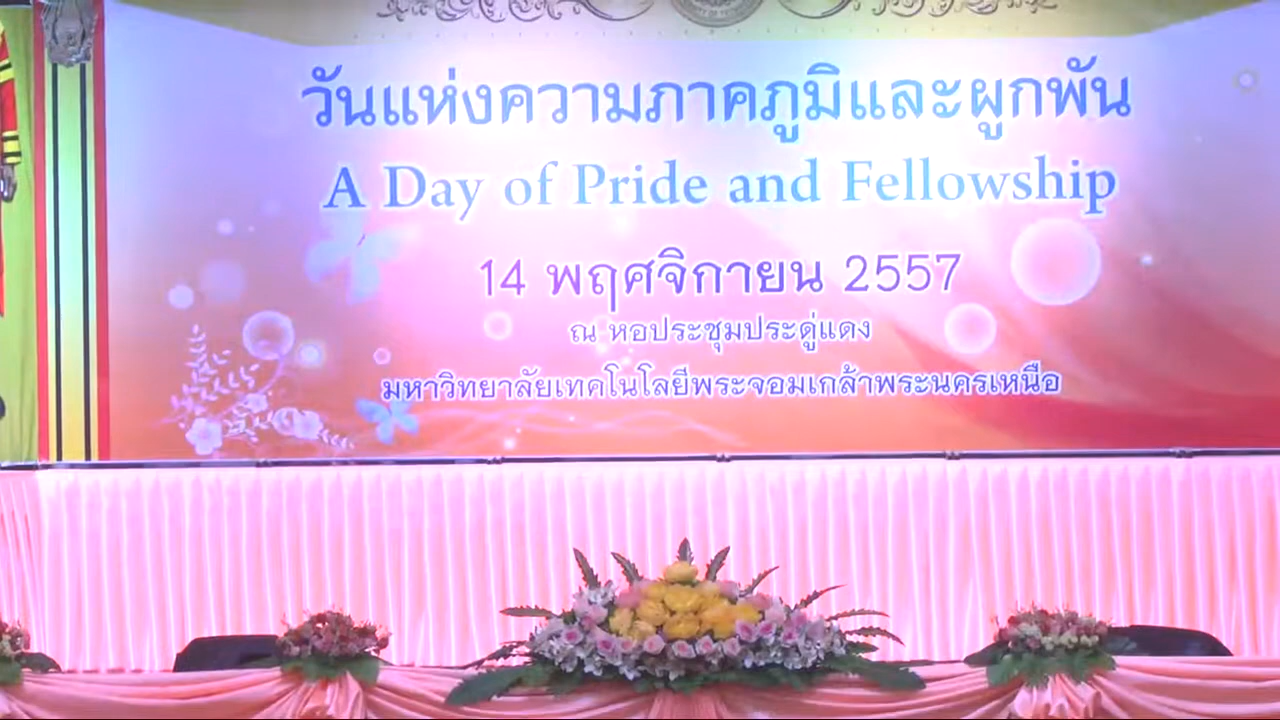 วันแห่งความภาคภูมิและผูกพัน
A Day of Pride and Fellowship
14 พฤศจิกายน 2557
ณ หอประชุมประดู่แดง
มหาวิทยาลัยเทคโนโลยีพระจอมเกล้าพระนครเหนือ